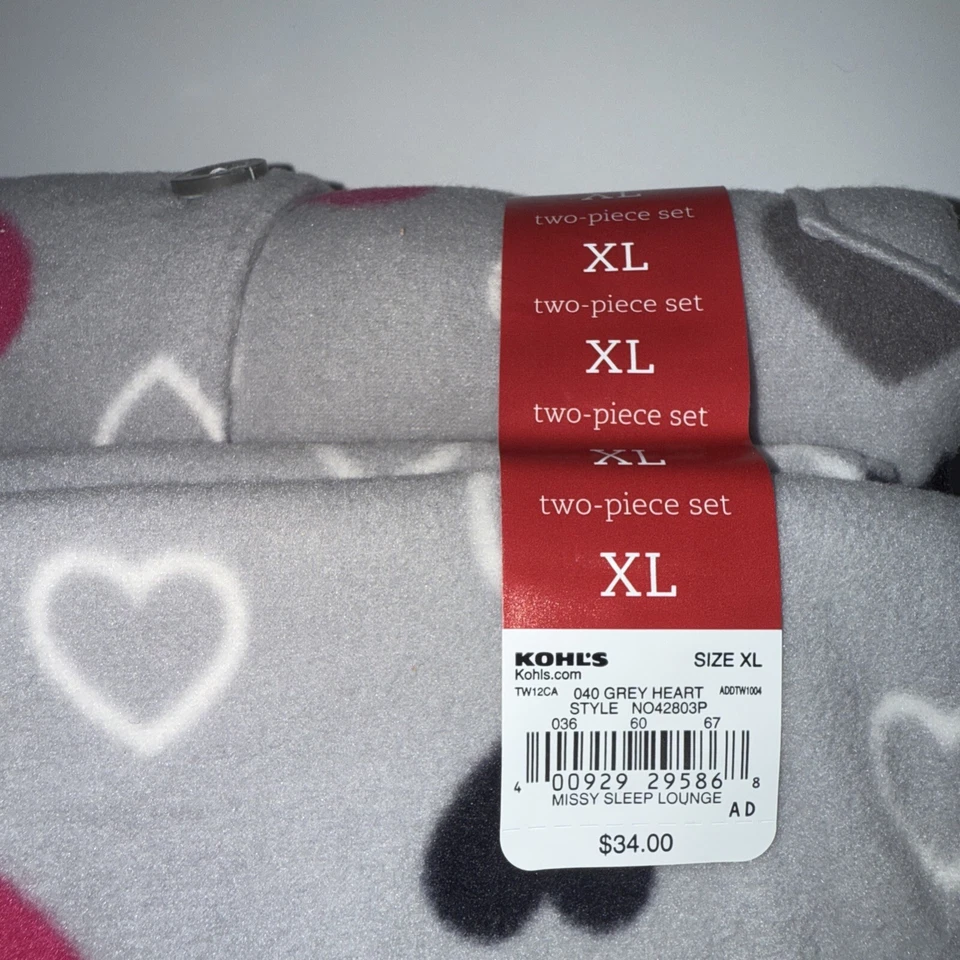 XL
two-piece set
XL
two-piece set
XL
two-piece set
XL
two-piece set
XL
KOHL'S SIZE XL
Kohls.com
TW12CA 040 GREY HEART ADDTW1004
STYLE NO42803P
036 60 67
4 00929 29586 8
MISSY SLEEP LOUNGE
AD
$34.00